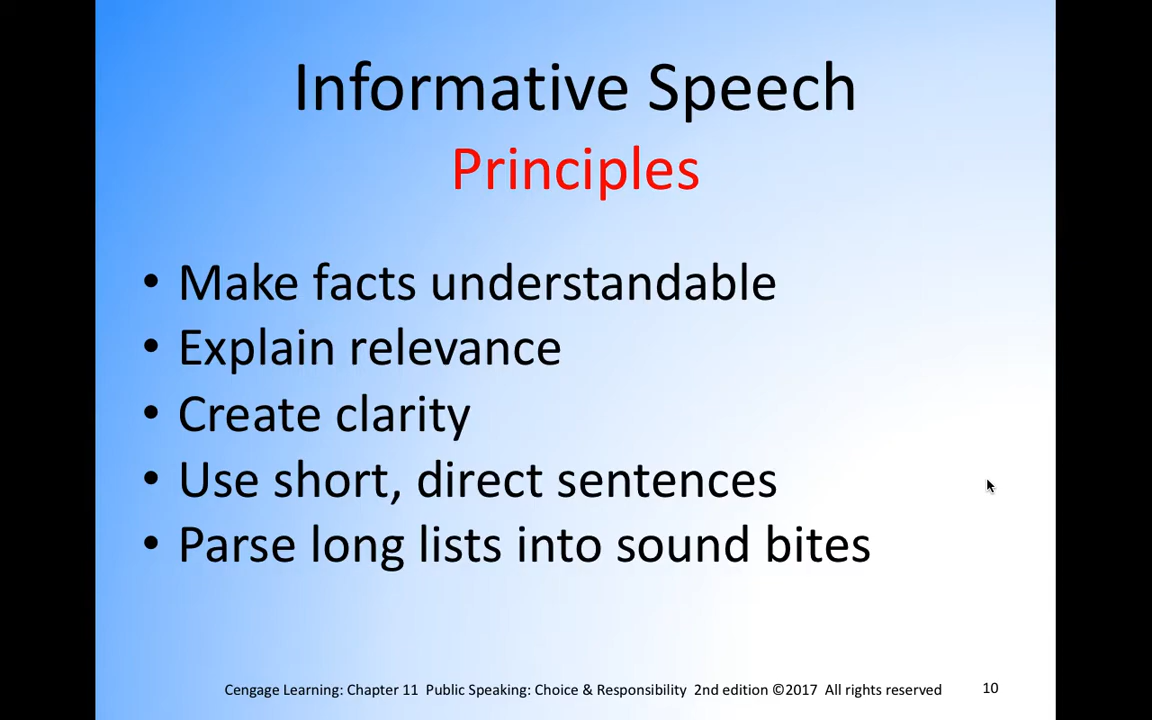 Informative Speech
Principles
• Make facts understandable
• Explain relevance
• Create clarity
• Use short, direct sentences
• Parse long lists into sound bites
Cengage Learning: Chapter 11 Public Speaking: Choice & Responsibility 2nd edition ©2017 All rights reserved 10